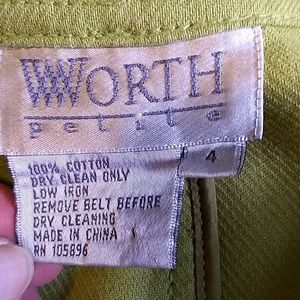 WORTH
petite
4
100% COTTON
DRY CLEAN ONLY
LOW IRON
REMOVE BELT BEFORE
DRY CLEANING
MADE IN CHINA
RN 105896